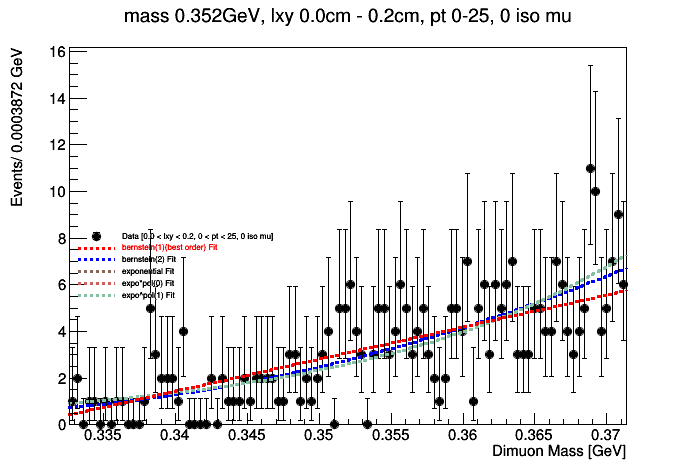 mass 0.352GeV, lxy 0.0cm - 0.2cm, pt 0-25, 0 iso mu
Events/ 0.0003872 GeV
16
14
12
10
8
6
4
2
0
Data [0.0 < lxy < 0.2, 0 < pt < 25, 0 iso mu]
bernstein(1)(best order) Fit
bernstein(2) Fit
exponential Fit
expo*pol(0) Fit
expo*pol(1) Fit
0.335 0.34 0.345 0.35 0.355 0.36 0.365 0.37
Dimuon Mass [GeV]